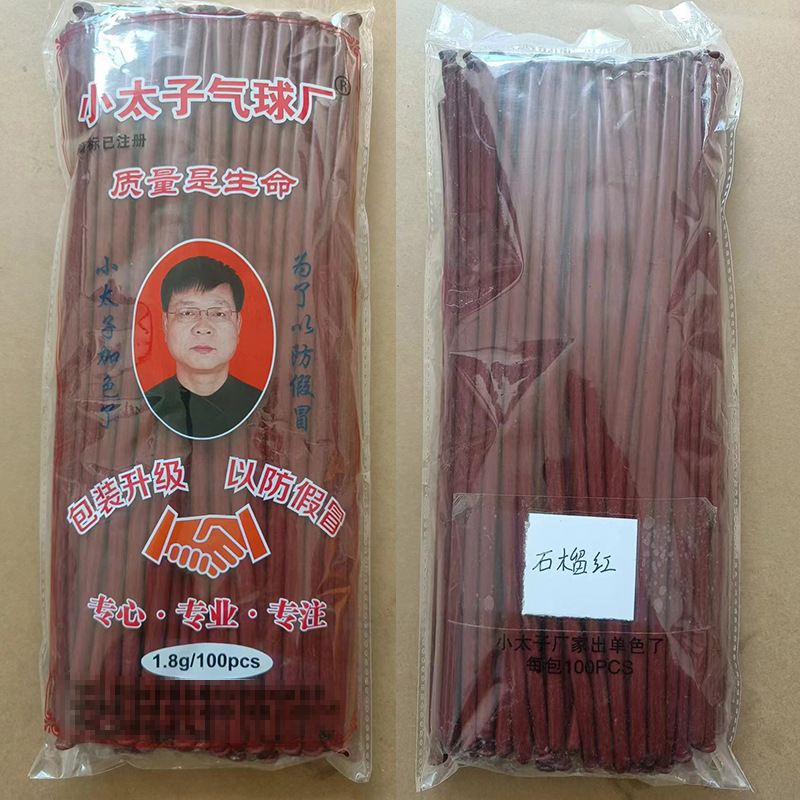 小太子气球厂®
标已注册
质量是生命
小太子加色了
为了以防假冒
包装升级 以防假冒
专心·专业·专注
1.8g/100pcs
石榴红
小太子厂家出单色了
每包100PCS